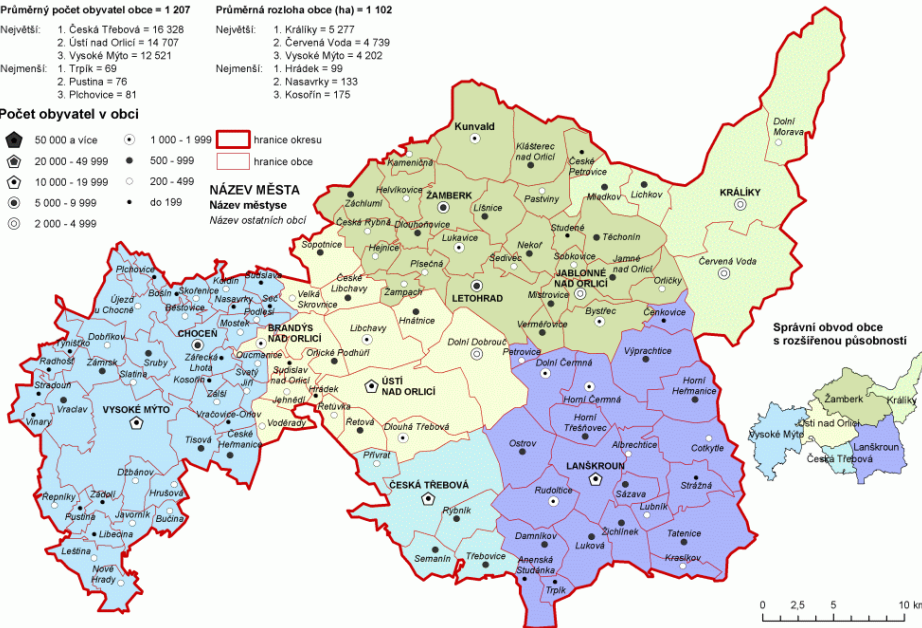 Průměrný počet obyvatel obce = 1 207
Největší: 1. Česká Třebová = 16 328
2. Ústí nad Orlicí = 14 707
3. Vysoké Mýto = 12 521
Nejmenší: 1. Trpík = 69
2. Pustina = 76
3. Plchovice = 81
Průměrná rozloha obce (ha) = 1 102
Největší: 1. Králíky = 5 277
2. Červená Voda = 4 739
3. Vysoké Mýto = 4 202
Nejmenší: 1. Hrádek = 99
2. Nasavrky = 133
3. Kosořín = 175
Počet obyvatel v obci
50 000 a více
20 000 - 49 999
10 000 - 19 999
5 000 - 9 999
2 000 - 4 999
1 000 - 1 999
500 - 999
200 - 499
do 199
hranice okresu
hranice obce
NÁZEV MĚSTA
Název městyse
Název ostatních obcí
Dolní
Morava
Kunvald
Klášterec
nad Orlicí
České
Petrovice
Kameničná
Mladkov
Lichkov
KRÁLÍKY
Helvíkovice
Záchlumí
ŽAMBERK
Pastviny
Líšnice
Česká Rybná
Dlouhoňovice
Studené
Těchonín
Sopotnice
Hejnice
Lukavice
Nekoř
Sobkovice
Jamné
nad Orlicí
Červená Voda
Písečná
Šedivec
JABLONNÉ
NAD ORLICÍ
Orličky
Plchovice
Bošín
Skořenice
Koldín
Běstovice
Nasavrky
Seč
Podlesí
Újezd
u Chocně
Velká
Skrovnice
České
Libchavy
Žampach
LETOHRAD
Mistrovice
Bystřec
Čenkovice
Hnátnice
Verměřovice
Mostek
CHOCEŇ
BRANDÝS
NAD ORLICÍ
Libchavy
Dolní Dobrouč
Petrovice
Výprachtice
Dobříkov
Týnišťko
Radhošť
Zámrsk
Sruby
Slatina
Zářecká
Lhota
Oucmanice
Orlické Podhůří
Dolní Čermná
Horní Čermná
Horní
Heřmanice
Kosořín
Svatý
Jiří
Sudislav
nad Orlicí
Jehnědí
ÚSTÍ
NAD ORLICÍ
Hrádek
Řetůvka
Stradouň
Vinary
Vraclav
VYSOKÉ MÝTO
Zálší
Vračovice-Orlov
Voděrady
Řetová
Dlouhá Třebová
Horní
Třešňovec
Tisová
České
Heřmanice
Přívrat
Ostrov
Albrechtice
Cotkytle
LANŠKROUN
Džbánov
ČESKÁ TŘEBOVÁ
Rudoltice
Sázava
Strážná
Řepníky
Zádolí
Hrušová
Pustina
Javorník
Bučina
Rybník
Lubník
Žichlínek
Libecina
Damníkov
Luková
Tatenice
Leština
Semanín
Třebovice
Anenská
Studánka
Krasíkov
Nové
Hrady
Trpík
Správní obvod obce
s rozšířenou působností
Žamberk
Králíky
Vysoké Mýto
Ústí nad Orlicí
Lanškroun
Česká Třebová
0 2,5 5 10 km